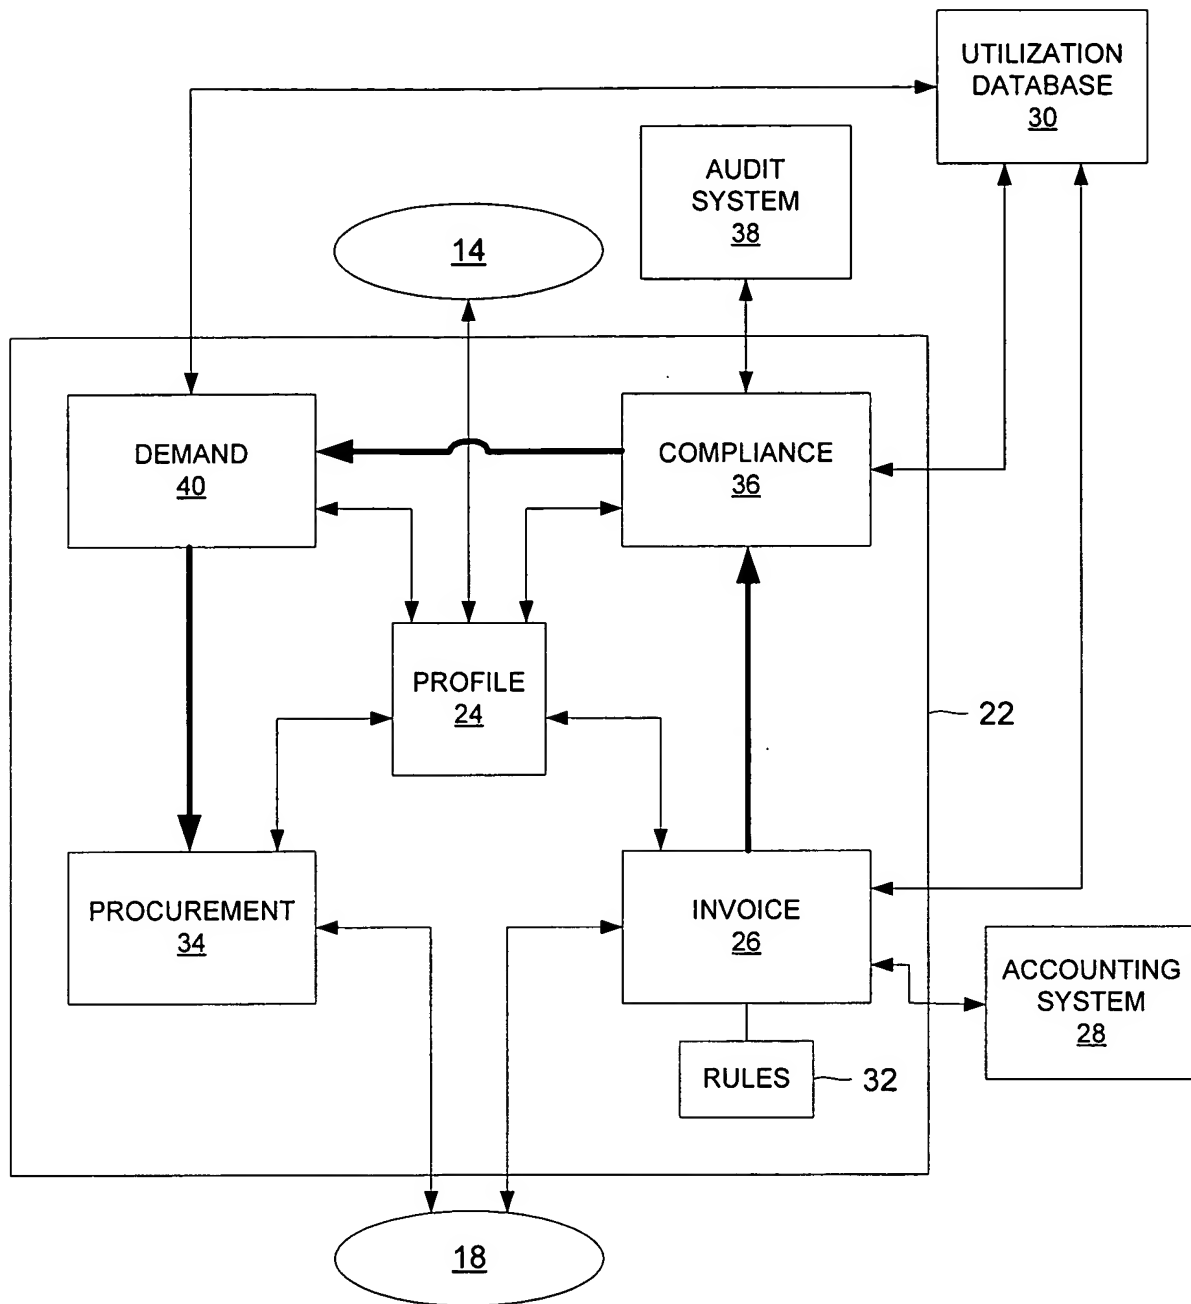 UTILIZATION
DATABASE
30
AUDIT
SYSTEM
38
14
DEMAND
40
COMPLIANCE
36
PROFILE
24
22
PROCUREMENT
34
INVOICE
26
ACCOUNTING
SYSTEM
28
RULES
32
18